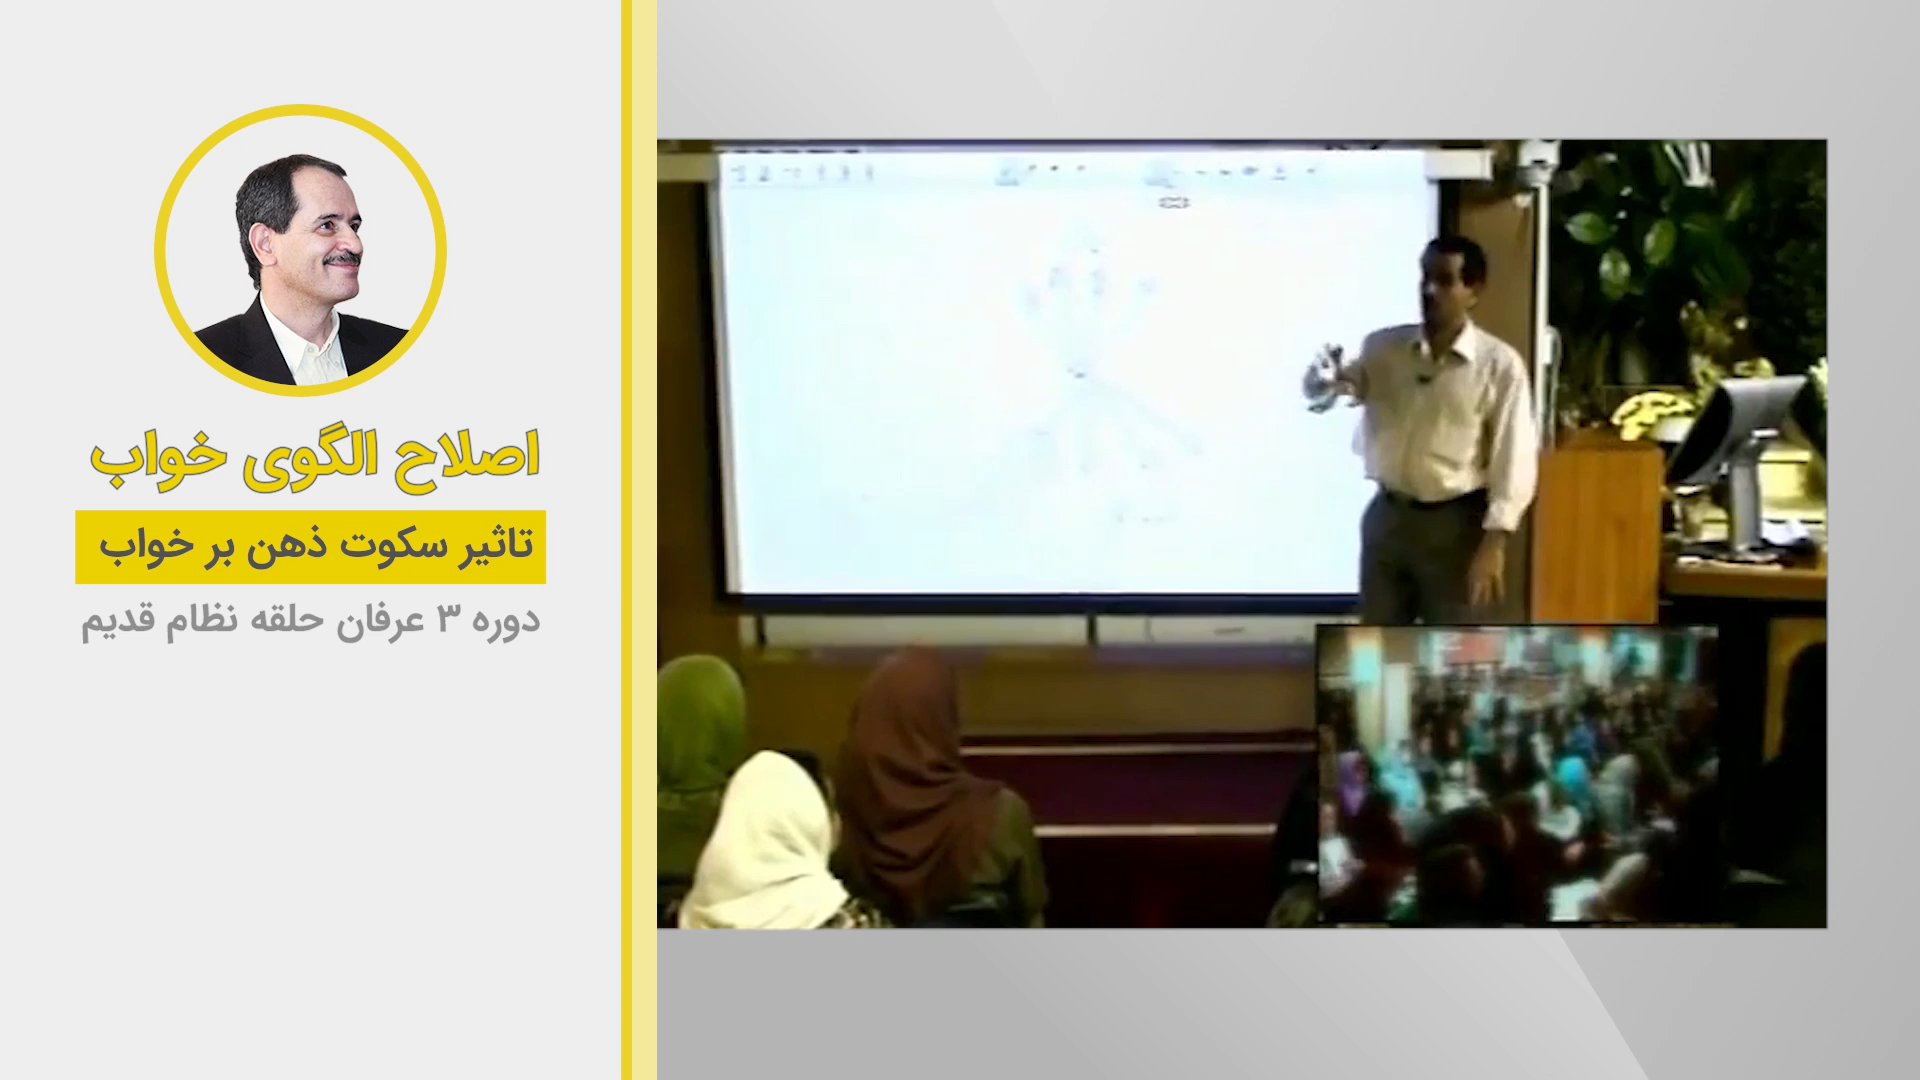 اصلاح الگوی خواب
تاثیر سکوت ذهن بر خواب
دوره ۳ عرفان حلقه نظام قدیم